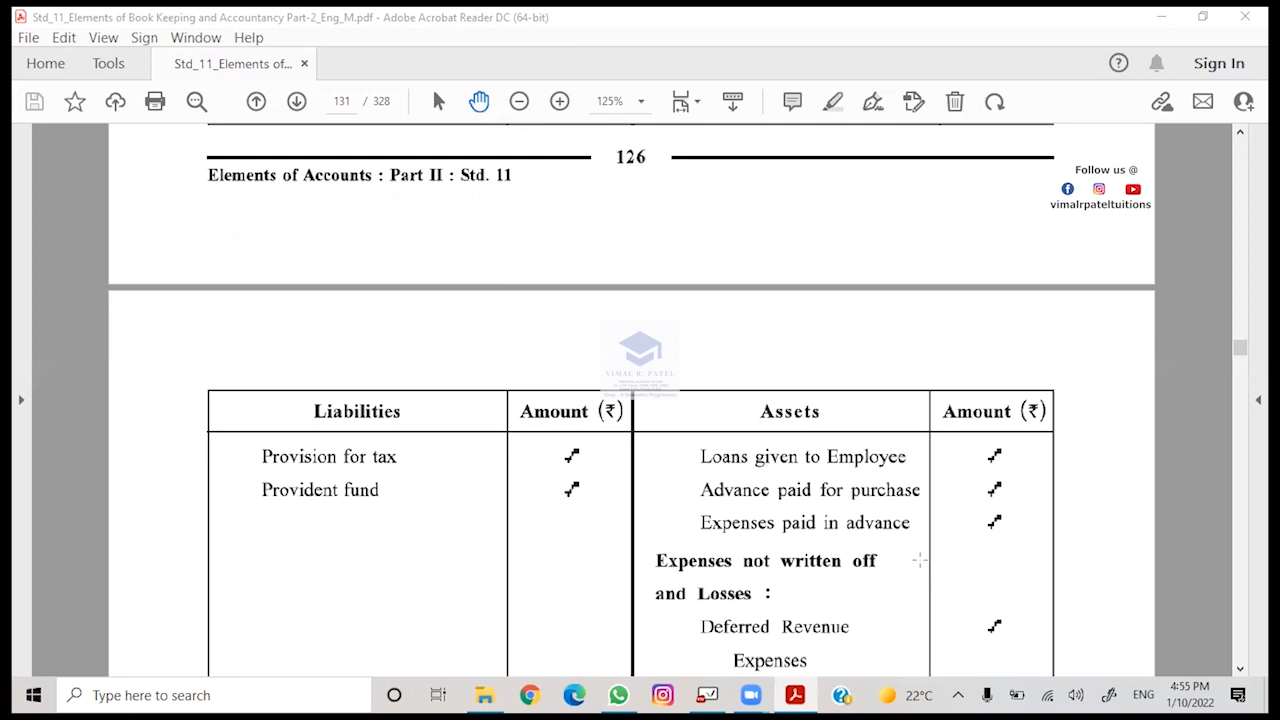 Std_11_Elements of Book Keeping and Accountancy Part-2_Eng_M.pdf - Adobe Acrobat Reader DC (64-bit)
File Edit View Sign Window Help
Home Tools Std_11_Elements of... × Sign In
131 / 328 125%
126
Elements of Accounts : Part II : Std. 11
Follow us @
vimalrpateltuitions
VIMAL R. PATEL
Liabilities Amount (₹) Assets Amount (₹)
Provision for tax Loans given to Employee
Provident fund Advance paid for purchase
Expenses paid in advance
Expenses not written off
and Losses :
Deferred Revenue
Expenses
Type here to search
22°C ENG 4:55 PM
1/10/2022